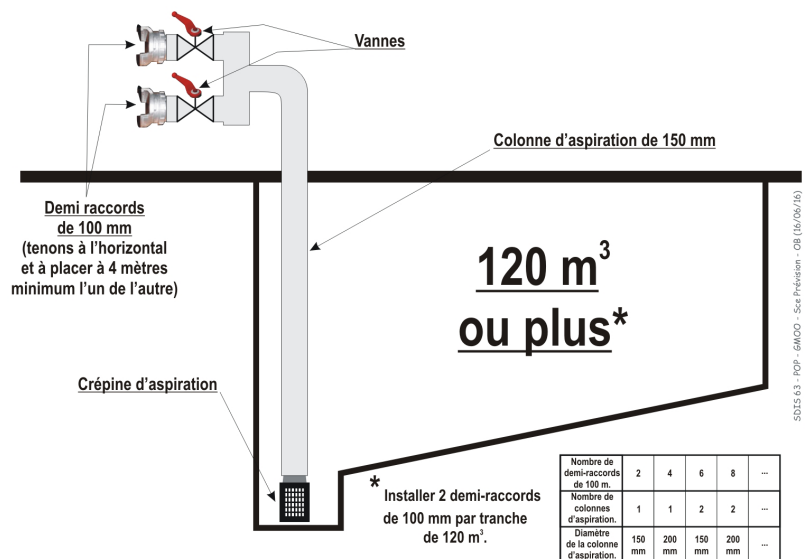 Vannes
Colonne d'aspiration de 150 mm
Demi raccords
de 100 mm
(tenons à l'horizontal
et à placer à 4 mètres
minimum l'un de l'autre)
120 m³
ou plus*
Crépine d'aspiration
* Installer 2 demi-raccords
de 100 mm par tranche
de 120 m³.
Nombre de
demi-raccords
de 100 m.
2 4 6 8 ...
Nombre de
colonnes
d'aspiration.
1 1 2 2 ...
Diamètre
de la colonne
d'aspiration.
150 mm 200 mm 150 mm 200 mm ...
SDIS 63 - POP - GMOO - Sce Prévision - OB (16/06/16)